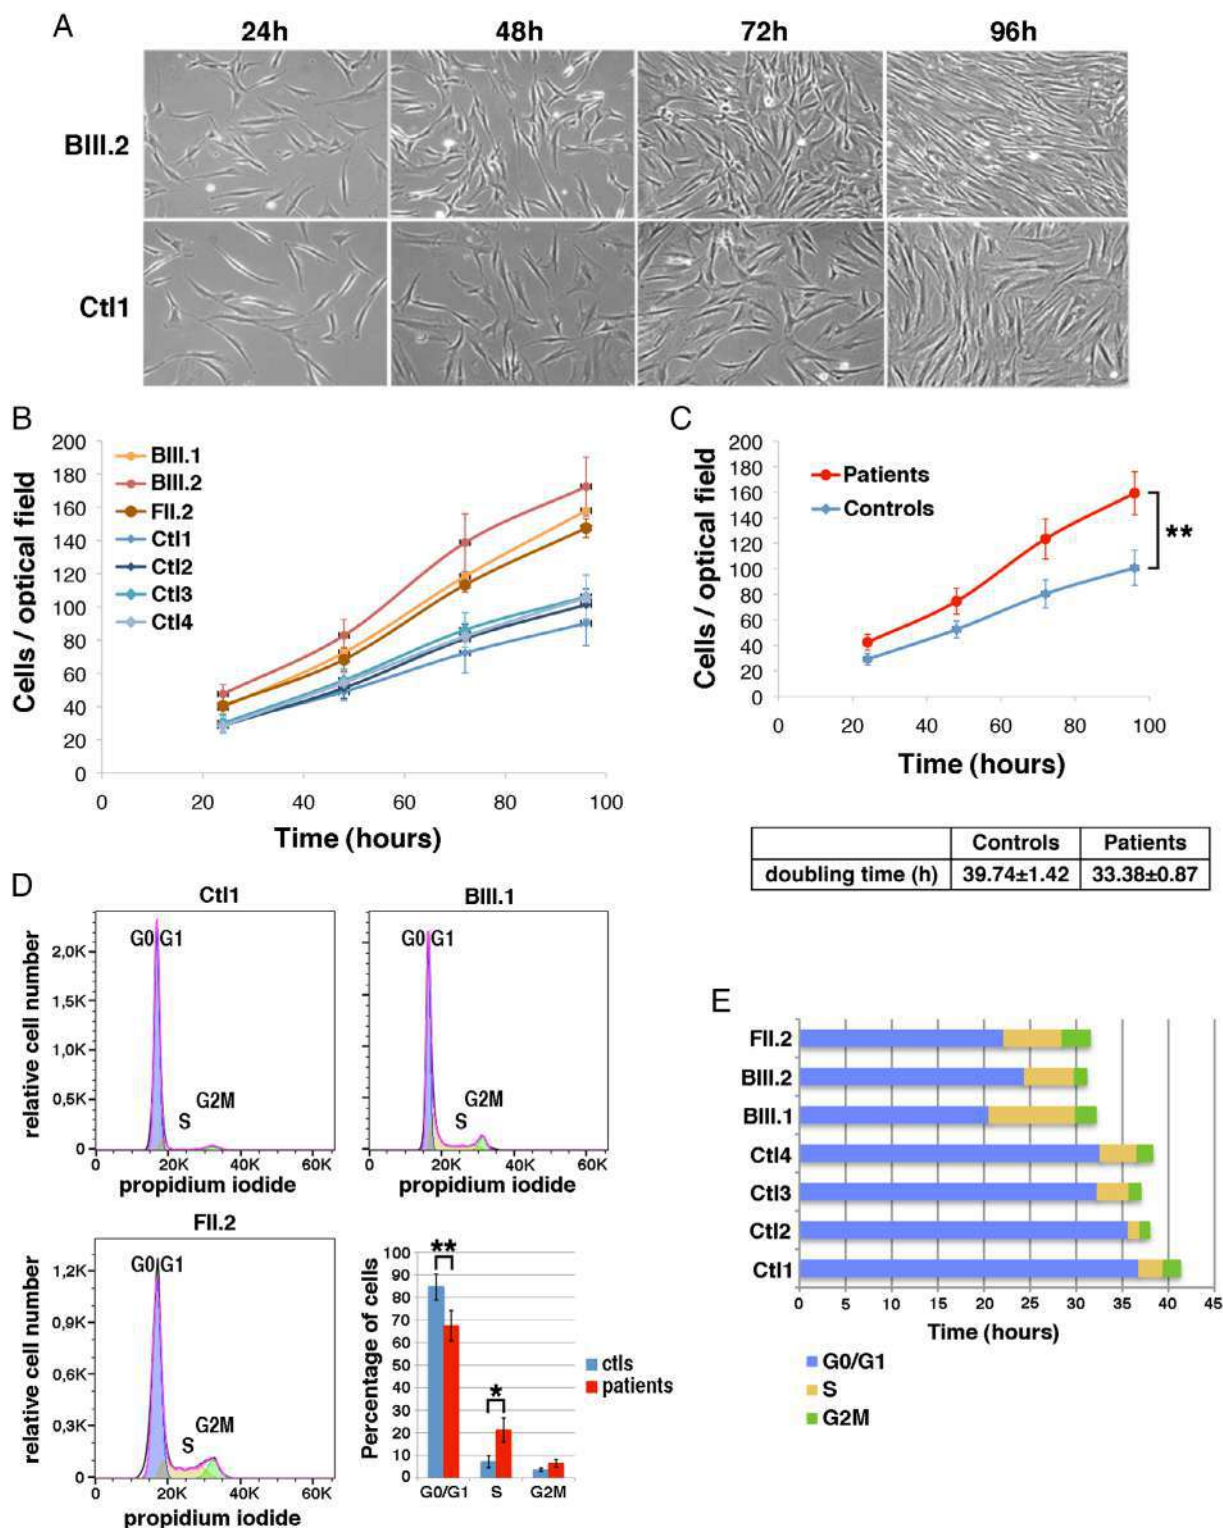 A
24h 48h 72h 96h
BIII.2
Ctl1
B
Cells / optical field
200
180
160
140
120
100
80
60
40
20
0
BIII.1
BIII.2
FII.2
Ctl1
Ctl2
Ctl3
Ctl4
0 20 40 60 80 100
Time (hours)
C
Cells / optical field
200
180
160
140
120
100
80
60
40
20
0
Patients
Controls
**
0 20 40 60 80 100
Time (hours)
Controls Patients
doubling time (h) 39.74±1.42 33.38±0.87
D
Ctl1
relative cell number
2,0K
1,5K
1,0K
0,5K
0
G0/G1
S
G2M
0 20K 40K 60K
propidium iodide
BIII.1
G0/G1
S
G2M
0 20K 40K 60K
propidium iodide
FII.2
relative cell number
1,2K
0,9K
0,6K
0,3K
0
G0/G1
S
G2M
0 20K 40K 60K
propidium iodide
Percentage of cells
100
90
80
70
60
50
40
30
20
10
0
**
*
G0/G1 S G2M
ctls
patients
E
FII.2
BIII.2
BIII.1
Ctl4
Ctl3
Ctl2
Ctl1
0 5 10 15 20 25 30 35 40 45
Time (hours)
G0/G1
S
G2M